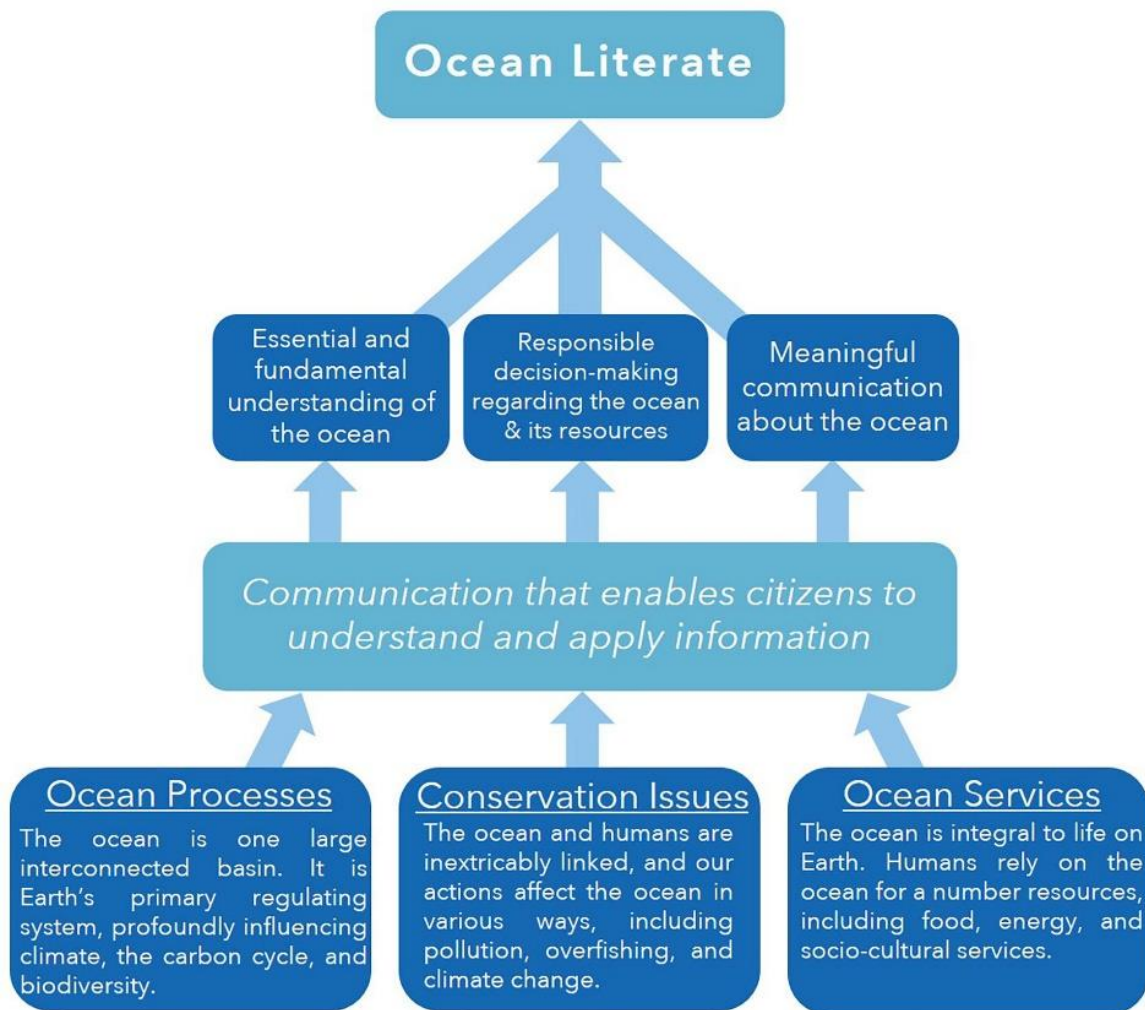 Ocean Literate
Essential and
fundamental
understanding of
the ocean
Responsible
decision-making
regarding the ocean
& its resources
Meaningful
communication
about the ocean
Communication that enables citizens to
understand and apply information
Ocean Processes
The ocean is one large
interconnected basin. It is
Earth's primary regulating
system, profoundly influencing
climate, the carbon cycle, and
biodiversity.
Conservation Issues
The ocean and humans are
inextricably linked, and our
actions affect the ocean in
various ways, including
pollution, overfishing, and
climate change.
Ocean Services
The ocean is integral to life on
Earth. Humans rely on the
ocean for a number resources,
including food, energy, and
socio-cultural services.